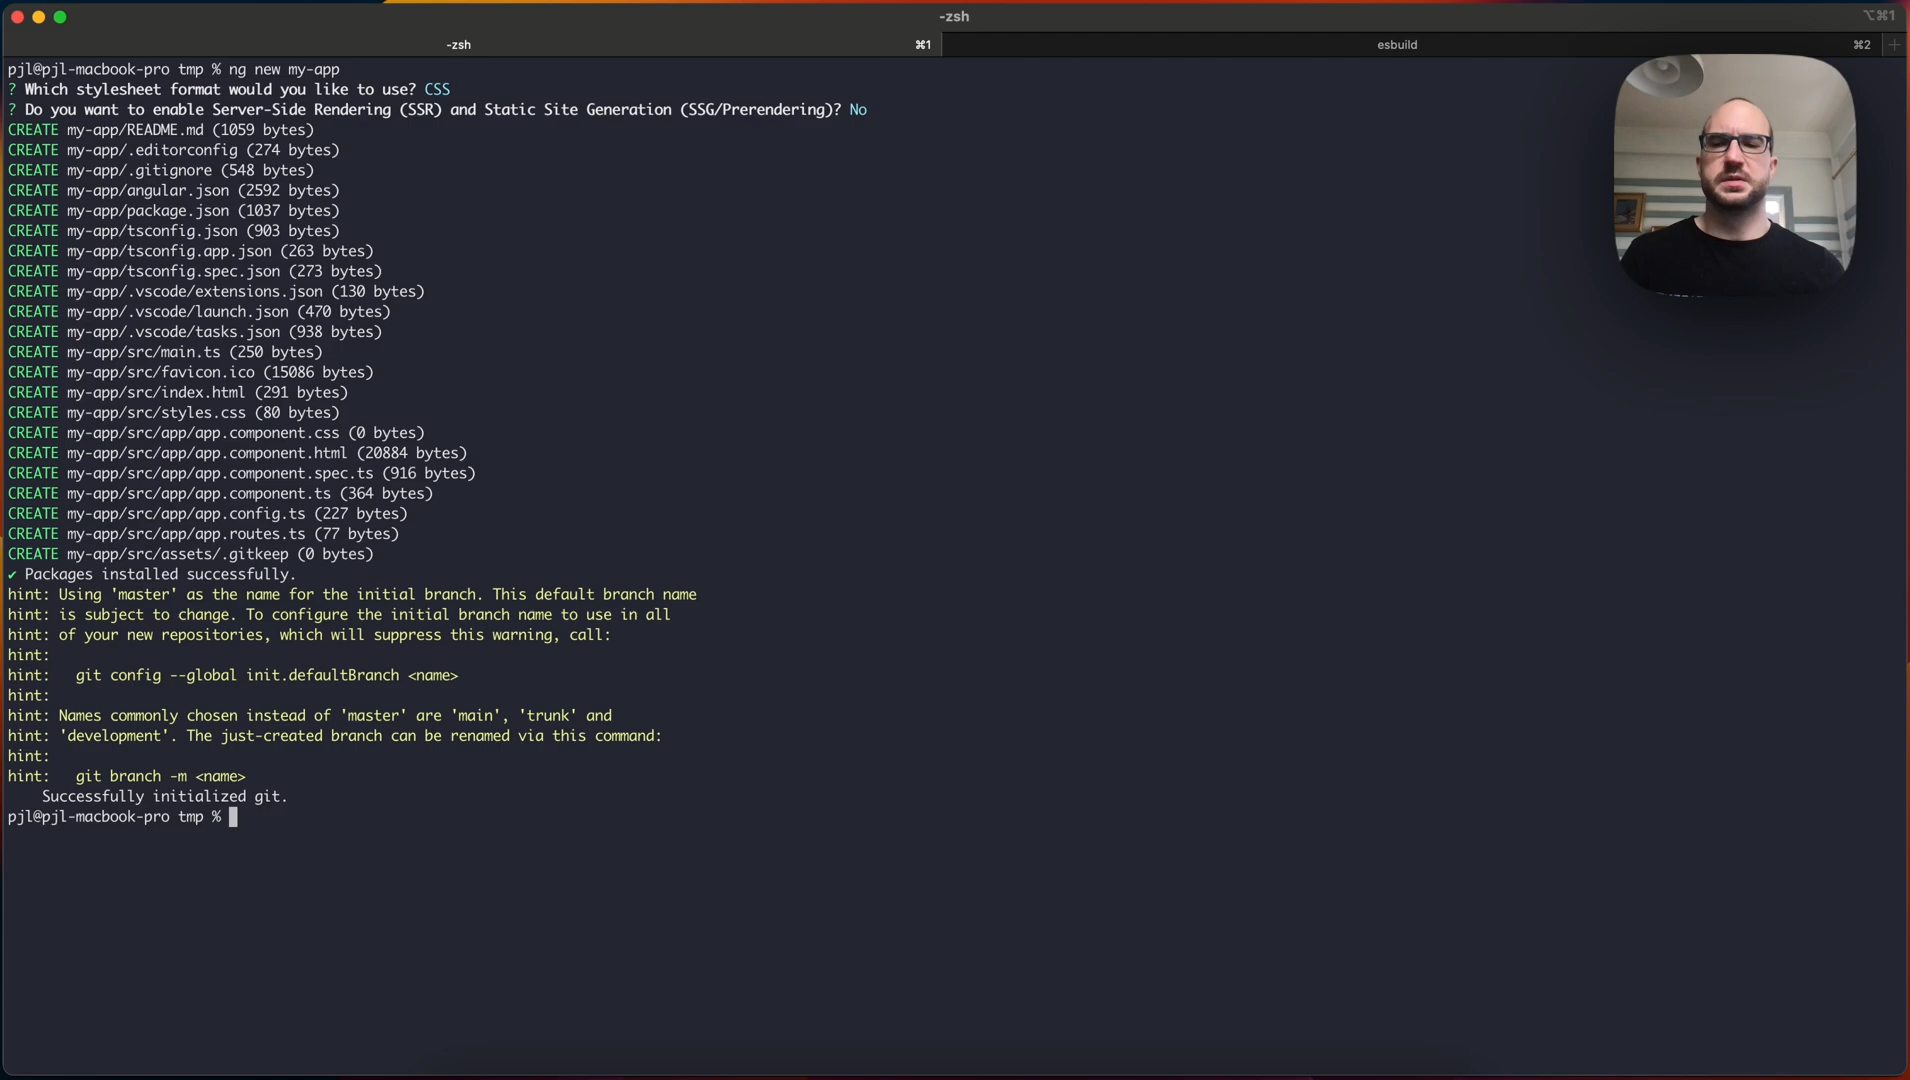 -zsh
⌥⌘1
-zsh ⌘1
esbuild ⌘2
pjl@pjl-macbook-pro tmp % ng new my-app
? Which stylesheet format would you like to use? CSS
? Do you want to enable Server-Side Rendering (SSR) and Static Site Generation (SSG/Prerendering)? No
CREATE my-app/README.md (1059 bytes)
CREATE my-app/.editorconfig (274 bytes)
CREATE my-app/.gitignore (548 bytes)
CREATE my-app/angular.json (2592 bytes)
CREATE my-app/package.json (1037 bytes)
CREATE my-app/tsconfig.json (903 bytes)
CREATE my-app/tsconfig.app.json (263 bytes)
CREATE my-app/tsconfig.spec.json (273 bytes)
CREATE my-app/.vscode/extensions.json (130 bytes)
CREATE my-app/.vscode/launch.json (470 bytes)
CREATE my-app/.vscode/tasks.json (938 bytes)
CREATE my-app/src/main.ts (250 bytes)
CREATE my-app/src/favicon.ico (15086 bytes)
CREATE my-app/src/index.html (291 bytes)
CREATE my-app/src/styles.css (80 bytes)
CREATE my-app/src/app/app.component.css (0 bytes)
CREATE my-app/src/app/app.component.html (20884 bytes)
CREATE my-app/src/app/app.component.spec.ts (916 bytes)
CREATE my-app/src/app/app.component.ts (364 bytes)
CREATE my-app/src/app/app.config.ts (227 bytes)
CREATE my-app/src/app/app.routes.ts (77 bytes)
CREATE my-app/src/assets/.gitkeep (0 bytes)
✔ Packages installed successfully.
hint: Using 'master' as the name for the initial branch. This default branch name
hint: is subject to change. To configure the initial branch name to use in all
hint: of your new repositories, which will suppress this warning, call:
hint:
hint:   git config --global init.defaultBranch <name>
hint:
hint: Names commonly chosen instead of 'master' are 'main', 'trunk' and
hint: 'development'. The just-created branch can be renamed via this command:
hint:
hint:   git branch -m <name>
Successfully initialized git.
pjl@pjl-macbook-pro tmp %